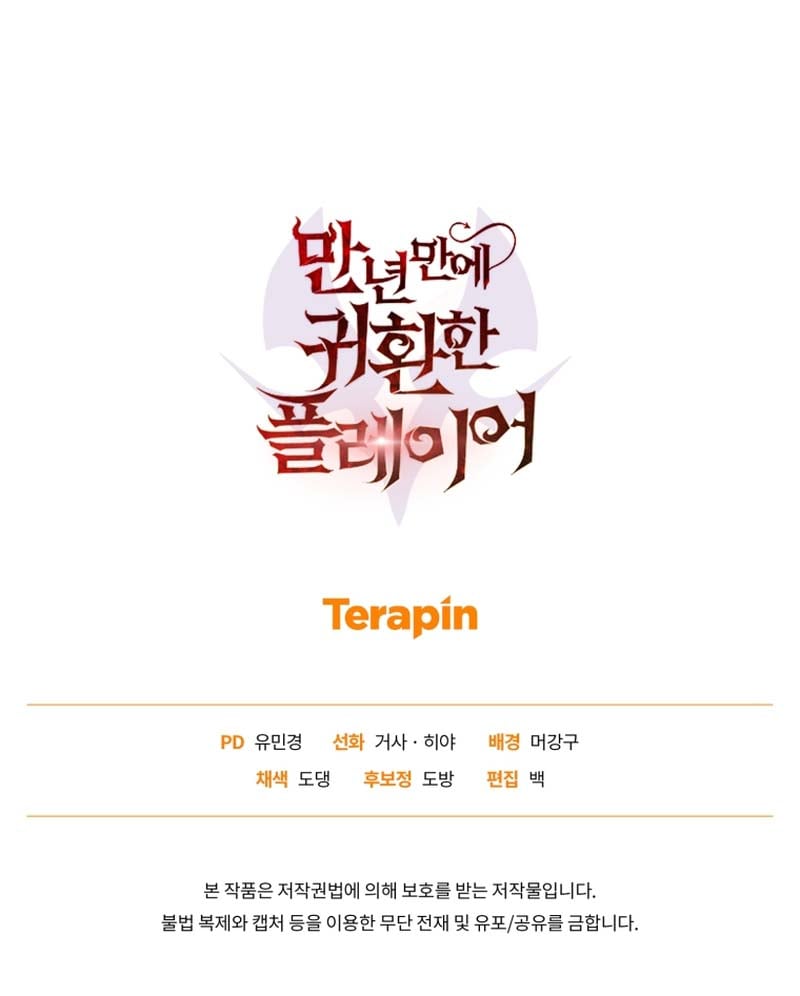 만년만에
귀환한
플레이어
Terapin
PD 유민경 선화 거사 · 히야 배경 머강구
채색 도댕 후보정 도방 편집 백
본 작품은 저작권법에 의해 보호를 받는 저작물입니다.
불법 복제와 캡처 등을 이용한 무단 전재 및 유포/공유를 금합니다.